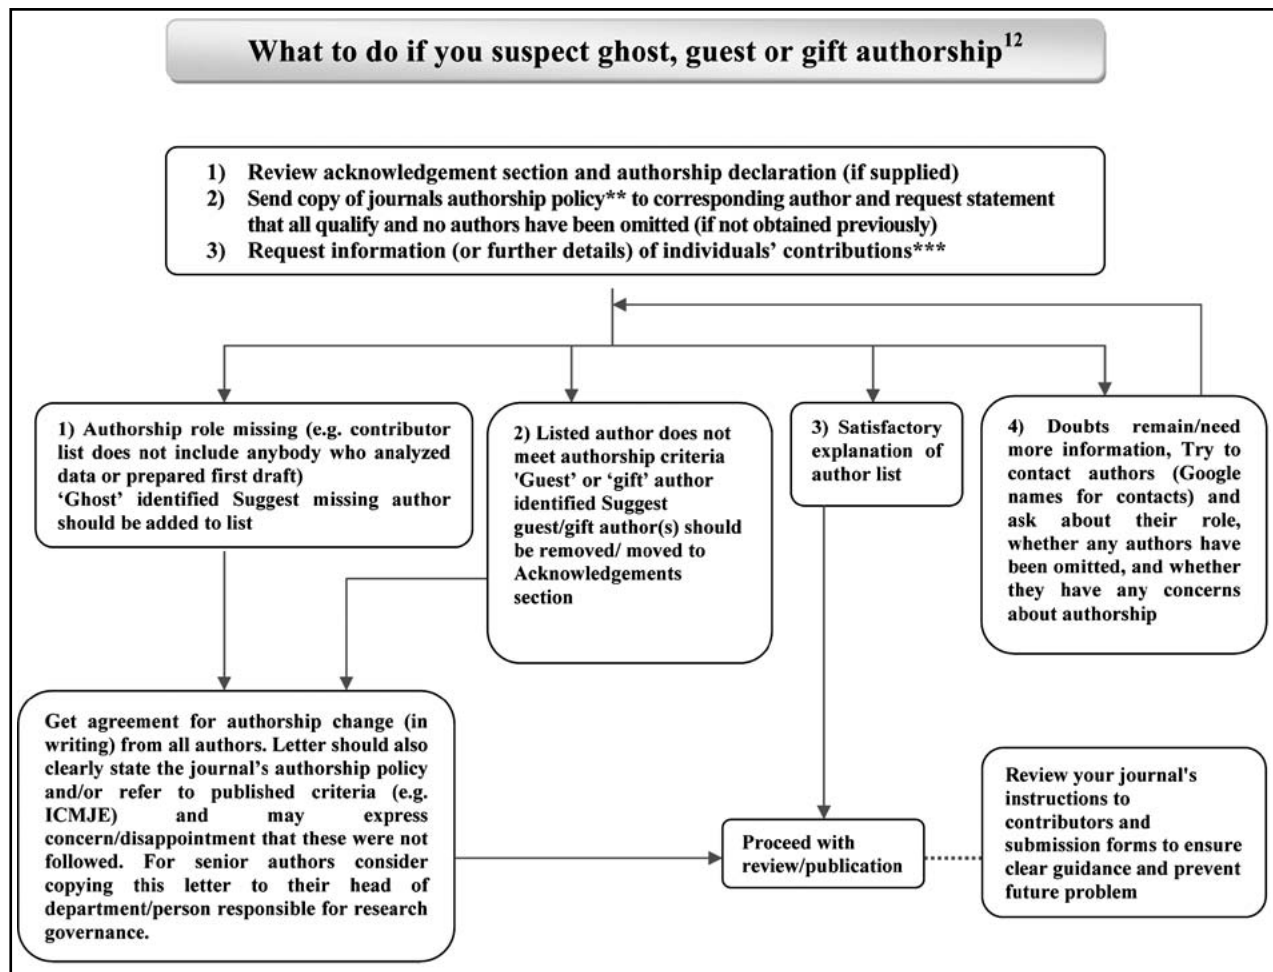 What to do if you suspect ghost, guest or gift authorship12
1) Review acknowledgement section and authorship declaration (if supplied)
2) Send copy of journals authorship policy** to corresponding author and request statement
that all qualify and no authors have been omitted (if not obtained previously)
3) Request information (or further details) of individuals’ contributions***
1) Authorship role missing (e.g. contributor
list does not include anybody who analyzed
data or prepared first draft)
‘Ghost’ identified Suggest missing author
should be added to list
2) Listed author does not
meet authorship criteria
'Guest' or ‘gift’ author
identified Suggest
guest/gift author(s) should
be removed/ moved to
Acknowledgements
section
3) Satisfactory
explanation of
author list
4) Doubts remain/need
more information, Try to
contact authors (Google
names for contacts) and
ask about their role,
whether any authors have
been omitted, and whether
they have any concerns
about authorship
Get agreement for authorship change (in
writing) from all authors. Letter should also
clearly state the journal’s authorship policy
and/or refer to published criteria (e.g.
ICMJE) and may express
concern/disappointment that these were not
followed. For senior authors consider
copying this letter to their head of
department/person responsible for research
governance.
Proceed with
review/publication
Review your journal's
instructions to
contributors and
submission forms to ensure
clear guidance and prevent
future problem